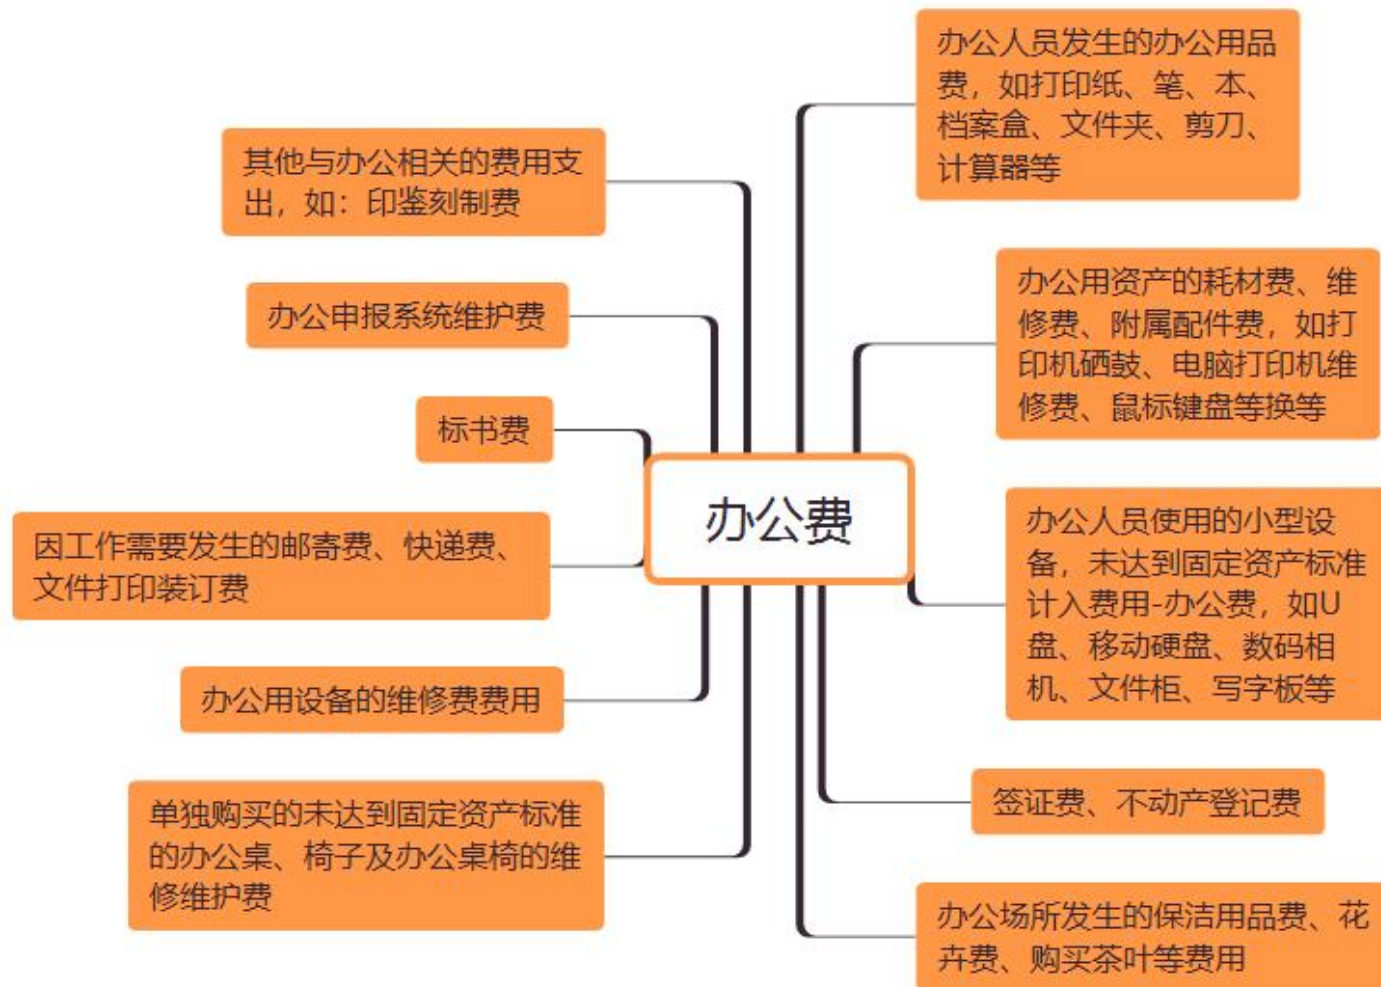 办公人员发生的办公用品
费，如打印纸、笔、本、
档案盒、文件夹、剪刀、
计算器等
其他与办公相关的费用支
出，如：印鉴刻制费
办公用资产的耗材费、维
修费、附属配件费，如打
印机硒鼓、电脑打印机维
修费、鼠标键盘等换等
办公申报系统维护费
标书费
办公费
办公人员使用的小型设
备，未达到固定资产标准
计入费用-办公费，如U
盘、移动硬盘、数码相
机、文件柜、写字板等
因工作需要发生的邮寄费、快递费、
文件打印装订费
办公用设备的维修费费用
签证费、不动产登记费
单独购买的未达到固定资产标准
的办公桌、椅子及办公桌椅的维
修维护费
办公场所发生的保洁用品费、花
卉费、购买茶叶等费用